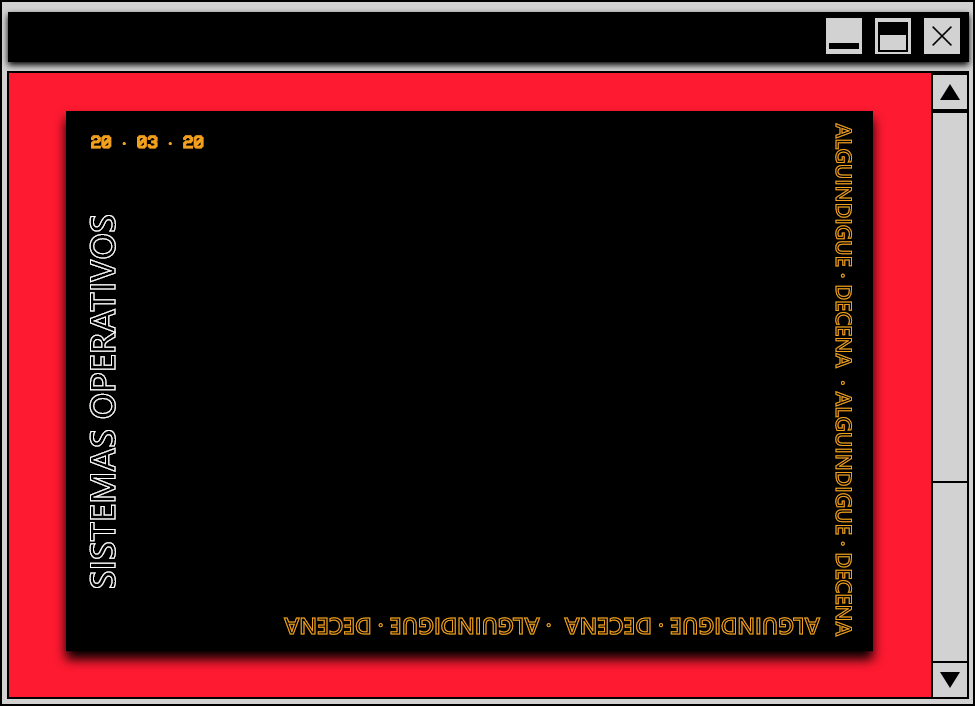 20 · 03 · 20
SISTEMAS OPERATIVOS
ALGUINDIGUE · DECENA · ALGUINDIGUE · DECENA
ALGUINDIGUE · DECENA · ALGUINDIGUE · DECENA